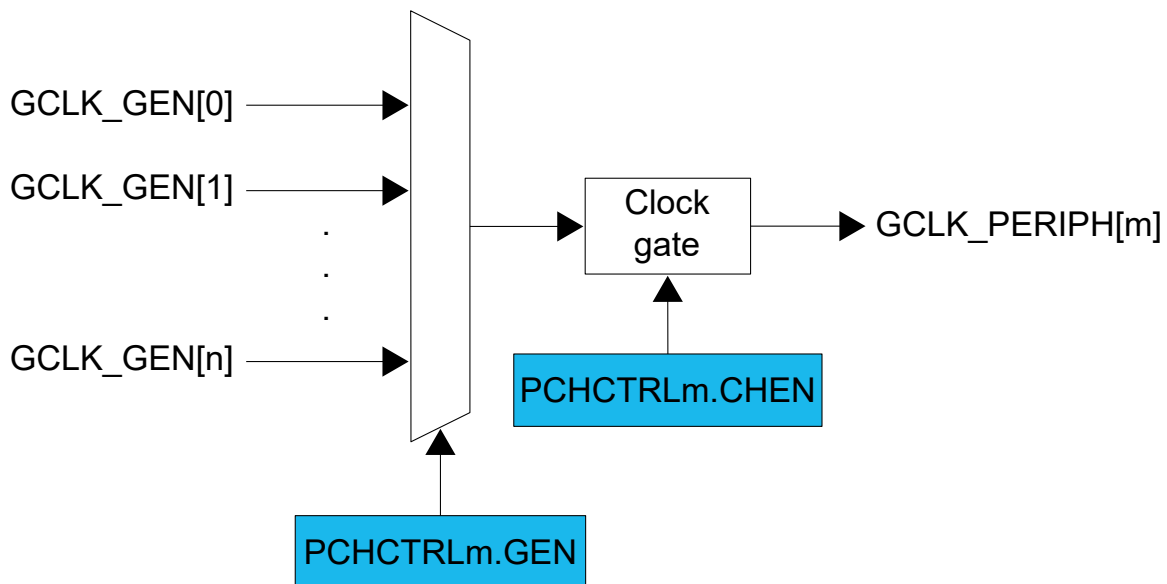 GCLK_GEN[0]
GCLK_GEN[1]
.
.
.
GCLK_GEN[n]
Clock
gate
GCLK_PERIPH[m]
PCHCTRLm.CHEN
PCHCTRLm.GEN